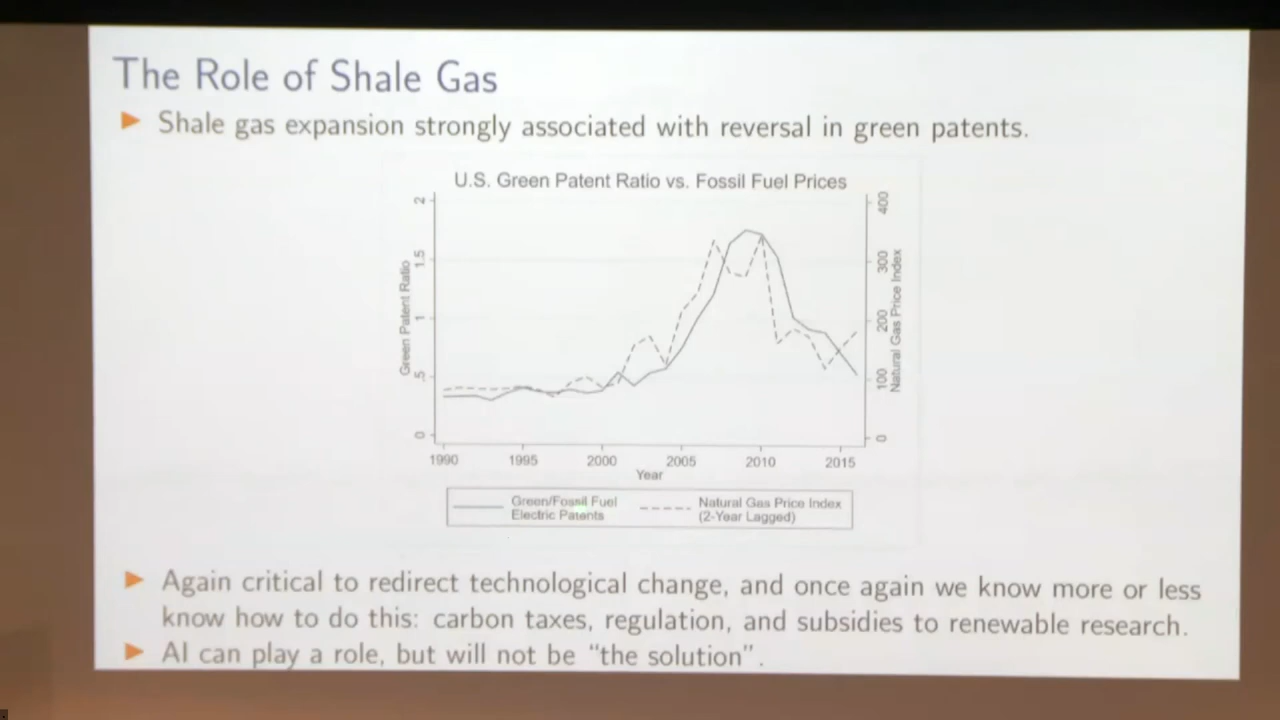 The Role of Shale Gas
▶ Shale gas expansion strongly associated with reversal in green patents.
U.S. Green Patent Ratio vs. Fossil Fuel Prices
Green Patent Ratio
2
1.5
1
.5
0
400
300
200
100
0
Natural Gas Price Index
1990 1995 2000 2005 2010 2015
Year
Green/Fossil Fuel
Electric Patents
Natural Gas Price Index
(2-Year Lagged)
▶ Again critical to redirect technological change, and once again we know more or less
know how to do this: carbon taxes, regulation, and subsidies to renewable research.
▶ AI can play a role, but will not be “the solution”.